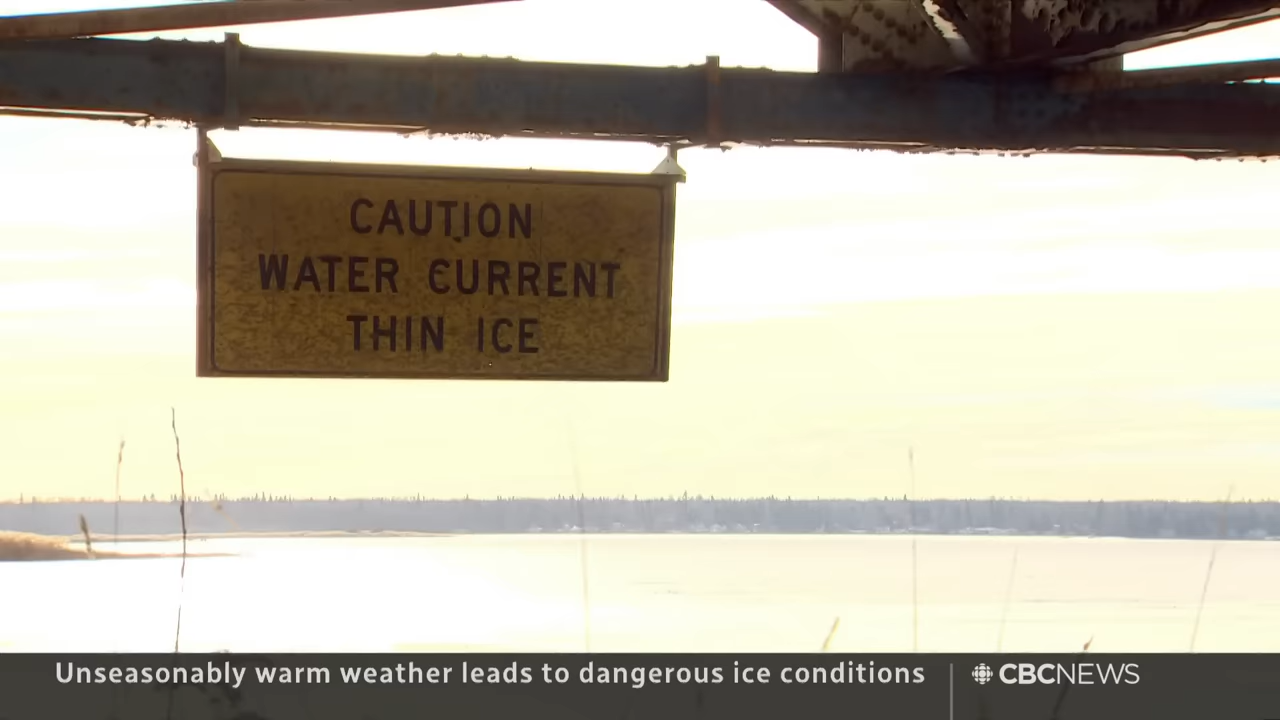 CAUTION
WATER CURRENT
THIN ICE
Unseasonably warm weather leads to dangerous ice conditions
CBCNEWS